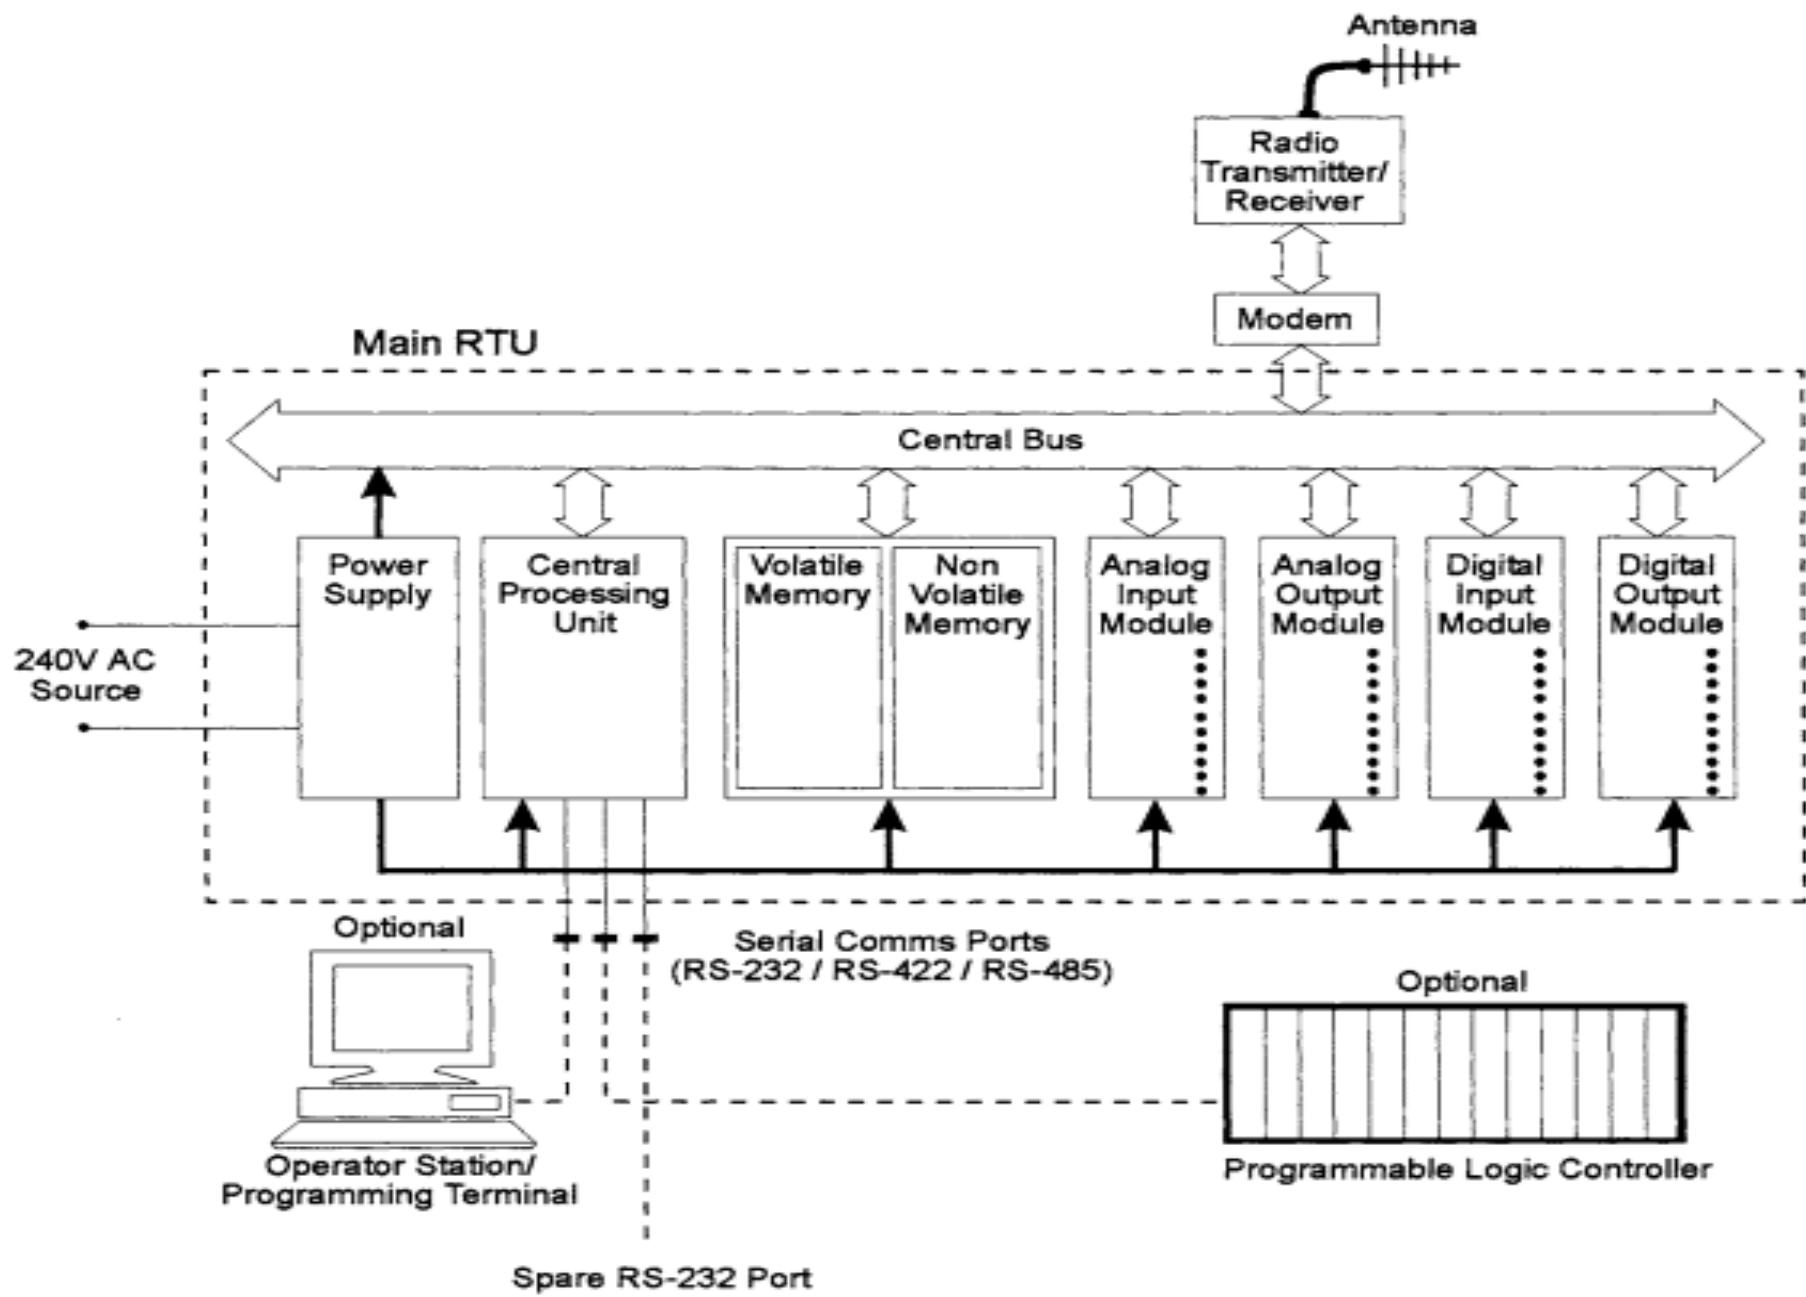 Antenna
Radio
Transmitter/
Receiver
Modem
Main RTU
Central Bus
Power
Supply
Central
Processing
Unit
Volatile
Memory
Non
Volatile
Memory
Analog
Input
Module
Analog
Output
Module
Digital
Input
Module
Digital
Output
Module
240V AC
Source
Optional
Serial Comms Ports
(RS-232 / RS-422 / RS-485)
Optional
Operator Station/
Programming Terminal
Programmable Logic Controller
Spare RS-232 Port